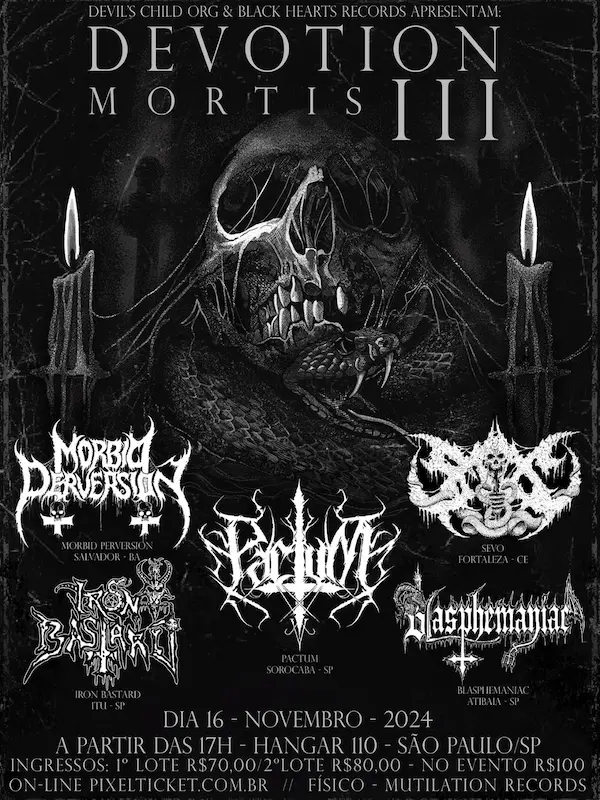 DEVIL'S CHILD ORG & BLACK HEARTS RECORDS APRESENTAM:
DEVOTION
MORTIS III
MORBID
PERVERSION
MORBID PERVERSION
SALVADOR - BA
SEVO
SEVO
FORTALEZA - CE
PACTUM
PACTUM
SOROCABA - SP
IRON
BASTARD
IRON BASTARD
ITU - SP
Blasphemaniac
BLASPHEMANIAC
ATIBAIA - SP
DIA 16 - NOVEMBRO - 2024
A PARTIR DAS 17H - HANGAR 110 - SÃO PAULO/SP
INGRESSOS: 1º LOTE R$70,00/2ºLOTE R$80,00 - NO EVENTO R$100
ON-LINE PIXELTICKET.COM.BR // FÍSICO - MUTILATION RECORDS